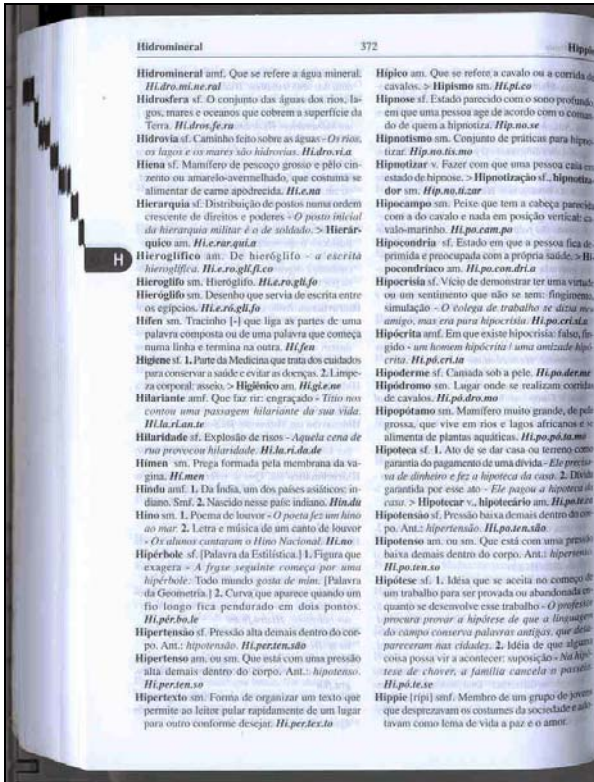 Hidromineral
372
Hippie
Hidromineral amf. Que se refere a água mineral.
Hi.dro.mi.ne.ral
Hidrosfera sf. O conjunto das águas dos rios, la-
gos, mares e oceanos que cobrem a superfície da
Terra. Hi.dros.fe.ra
Hidrovia sf. Caminho feito sobre as águas - Os rios,
os lagos e os mares são hidrovias. Hi.dro.vi.a
Hiena sf. Mamífero de pescoço grosso e pêlo cin-
zento ou amarelo-avermelhado, que costuma se
alimentar de carne apodrecida. Hi.e.na
Hierarquia sf. Distribuição de postos numa ordem
crescente de direitos e poderes - O posto inicial
da hierarquia militar é o de soldado. > Hierár-
quico am. Hi.e.rar.qui.a
H
Hieroglífico am. De hieróglifo - a escrita
hieroglífica. Hi.e.ro.glí.fi.co
Hieroglifo sm. Hieróglifo. Hi.e.ro.gli.fo
Hieróglifo sm. Desenho que servia de escrita entre
os egípcios. Hi.e.ró.gli.fo
Hífen sm. Tracinho [-] que liga as partes de uma
palavra composta ou de uma palavra que começa
numa linha e termina na outra. Hí.fen
Higiene sf. 1. Parte da Medicina que trata dos cuidados
para conservar a saúde e evitar as doenças. 2. Limpe-
za corporal: asseio. > Higiênico am. Hi.gi.e.ne
Hilariante amf. Que faz rir: engraçado - Titio nos
contou uma passagem hilariante da sua vida.
Hi.la.ri.an.te
Hilaridade sf. Explosão de risos - Aquela cena de
rua provocou hilaridade. Hi.la.ri.da.de
Hímen sm. Prega formada pela membrana da va-
gina. Hí.men
Hindu amf. 1. Da Índia, um dos países asiáticos: in-
diano. Smf. 2. Nascido nesse país: indiano. Hin.du
Hino sm. 1. Poema de louvor - O poeta fez um hino
ao mar. 2. Letra e música de um canto de louvor
- Os alunos cantaram o Hino Nacional. Hi.no
Hipérbole sf. [Palavra da Estilística.] 1. Figura que
exagera - A frase seguinte começa por uma
hipérbole: Todo mundo gosta de mim. [Palavra
da Geometria.] 2. Curva que aparece quando um
fio longo fica pendurado em dois pontos.
Hi.pér.bo.le
Hipertensão sf. Pressão alta demais dentro do cor-
po. Ant.: hipotensão. Hi.per.ten.são
Hipertenso am. ou sm. Que está com uma pressão
alta demais dentro do corpo. Ant.: hipotenso.
Hi.per.ten.so
Hipertexto sm. Forma de organizar um texto que
permite ao leitor pular rapidamente de um lugar
para outro conforme desejar. Hi.per.tex.to
Hípico am. Que se refere a cavalo ou a corrida de
cavalos. > Hipismo sm. Hí.pi.co
Hipnose sf. Estado parecido com o sono profundo
em que uma pessoa age de acordo com o coman-
do de quem a hipnotiza. Hip.no.se
Hipnotismo sm. Conjunto de práticas para hipno-
tizar. Hip.no.tis.mo
Hipnotizar v. Fazer com que uma pessoa caia em
estado de hipnose. > Hipnotização sf., hipnotiza-
dor sm. Hip.no.ti.zar
Hipocampo sm. Peixe que tem a cabeça parecida
com a do cavalo e nada em posição vertical: ca-
valo-marinho. Hi.po.cam.po
Hipocondria sf. Estado em que a pessoa fica de-
primida e preocupada com a própria saúde. > Hi-
pocondríaco am. Hi.po.con.dri.a
Hipocrisia sf. Vício de demonstrar ter uma virtude
ou um sentimento que não se tem: fingimento,
simulação - O colega de trabalho se dizia meu
amigo, mas era pura hipocrisia. Hi.po.cri.si.a
Hipócrita amf. Em que existe hipocrisia: falso, fin-
gido - um homem hipócrita / uma amizade hipó-
crita. Hi.pó.cri.ta
Hipoderme sf. Camada sob a pele. Hi.po.der.me
Hipódromo sm. Lugar onde se realizam corridas
de cavalos. Hi.pó.dro.mo
Hipopótamo sm. Mamífero muito grande, de pele
grossa, que vive em rios e lagos africanos e se
alimenta de plantas aquáticas. Hi.po.pó.ta.mo
Hipoteca sf. 1. Ato de se dar casa ou terreno como
garantia do pagamento de uma dívida - Ele precisa-
va de dinheiro e fez a hipoteca da casa. 2. Dívida
garantida por esse ato - Ele pagou a hipoteca da
casa. > Hipotecar v., hipotecário am. Hi.po.te.ca
Hipotensão sf. Pressão baixa demais dentro do cor-
po. Ant.: hipertensão. Hi.po.ten.são
Hipotenso am. ou sm. Que está com uma pressão
baixa demais dentro do corpo. Ant.: hipertenso.
Hi.po.ten.so
Hipótese sf. 1. Idéia que se aceita no começo de
um trabalho para ser provada ou abandonada en-
quanto se desenvolve esse trabalho - O professor
procura provar a hipótese de que a linguagem
do campo conserva palavras antigas, que desa-
pareceram nas cidades. 2. Idéia de que alguma
coisa possa vir a acontecer: suposição - Na hipó-
tese de chover, a família cancela o passeio.
Hi.pó.te.se
Hippie [ripi] smf. Membro de um grupo de jovens
que desprezavam os costumes da sociedade e ado-
tavam como lema de vida a paz e o amor.